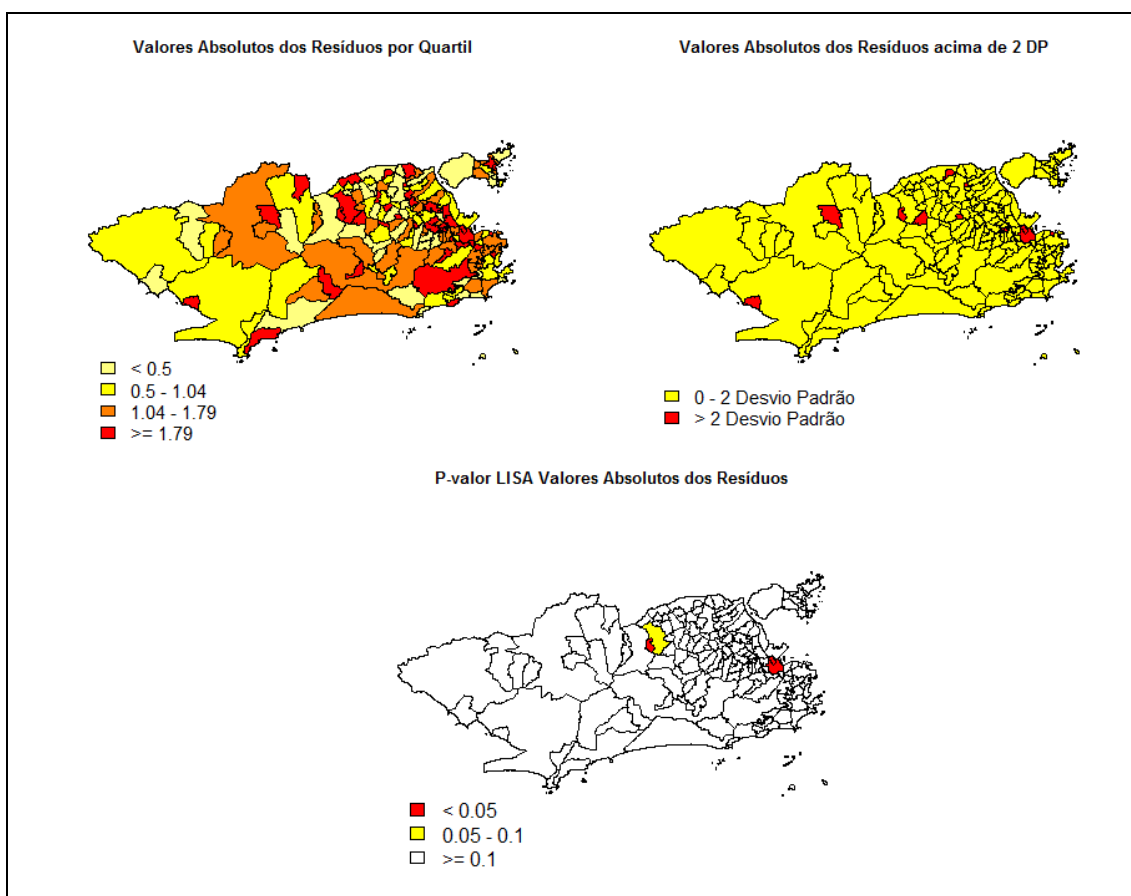 Valores Absolutos dos Resíduos por Quartil
Valores Absolutos dos Resíduos acima de 2 DP
< 0.5
0.5 - 1.04
1.04 - 1.79
>= 1.79
0 - 2 Desvio Padrão
> 2 Desvio Padrão
P-valor LISA Valores Absolutos dos Resíduos
< 0.05
0.05 - 0.1
>= 0.1